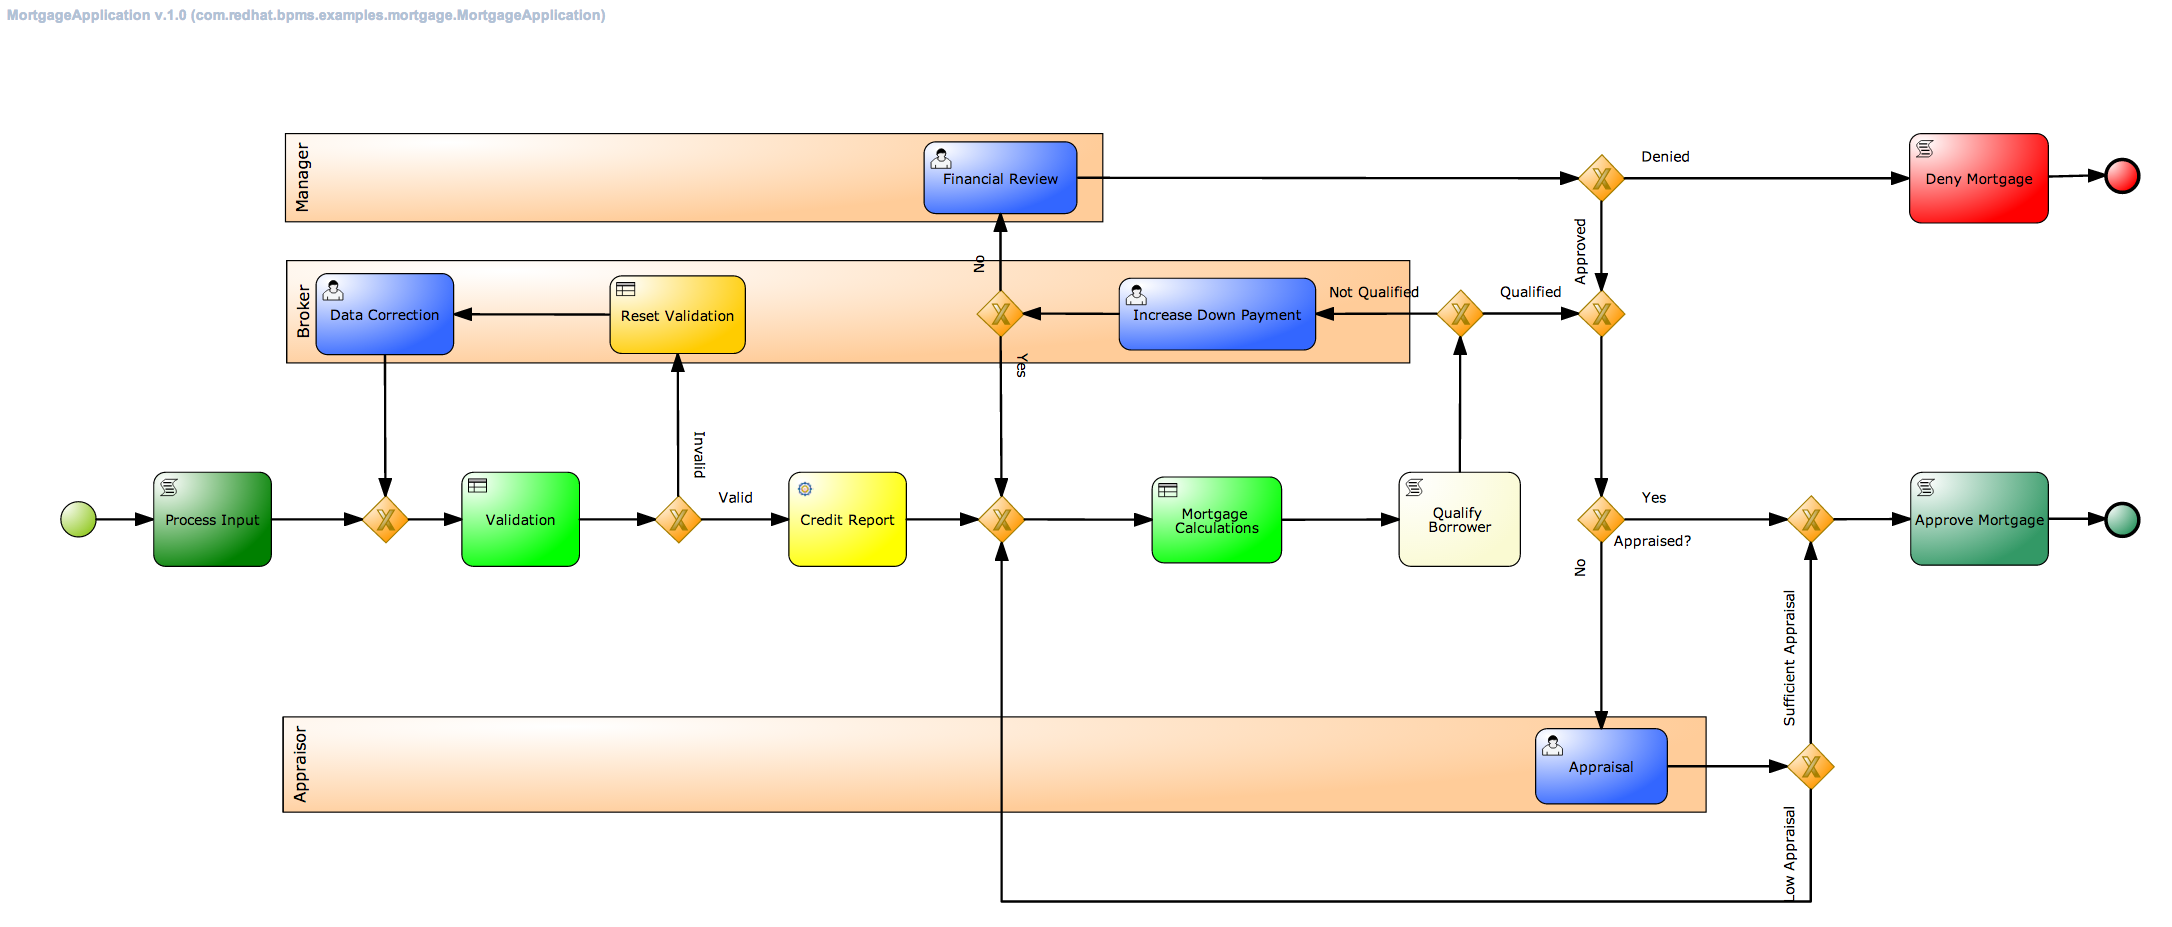 MortgageApplication v.1.0 (com.redhat.bpms.examples.mortgage.MortgageApplication)
Manager
Financial Review
Denied
Deny Mortgage
Approved
No
Broker
Data Correction
Reset Validation
Increase Down Payment
Not Qualified
Qualified
Yes
Invalid
Process Input
Validation
Valid
Credit Report
Mortgage
Calculations
Qualify
Borrower
Yes
Appraised?
No
Approve Mortgage
Sufficient Appraisal
Appraisor
Appraisal
Low Appraisal